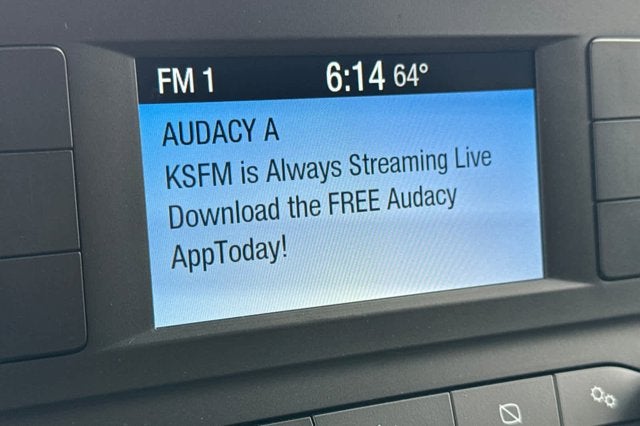 FM 1 6:14 64°
AUDACY A
KSFM is Always Streaming Live
Download the FREE Audacy
AppToday!